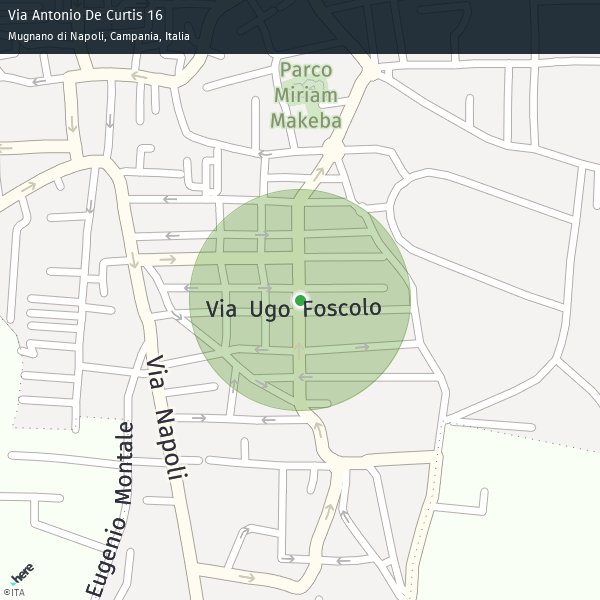 Via Antonio De Curtis 16
Mugnano di Napoli, Campania, Italia
Parco
Miriam
Makeba
Via Ugo Foscolo
Via Napoli
Eugenio Montale
here
©ITA